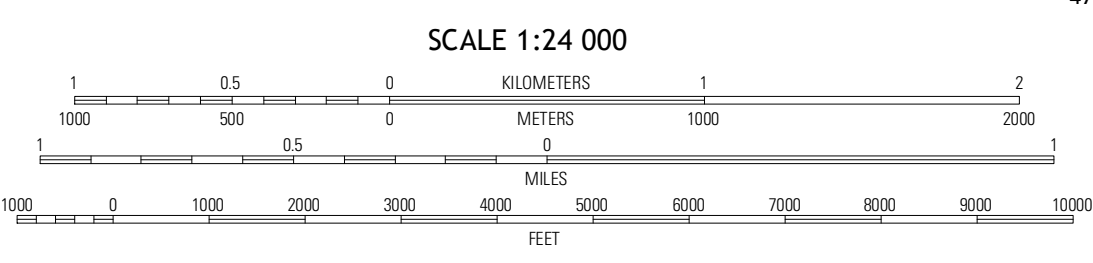 SCALE 1:24 000
1 0.5 0 KILOMETERS 1 2
1000 500 0 METERS 1000 2000
1 0.5 0 1
MILES
1000 0 1000 2000 3000 4000 5000 6000 7000 8000 9000 10000
FEET